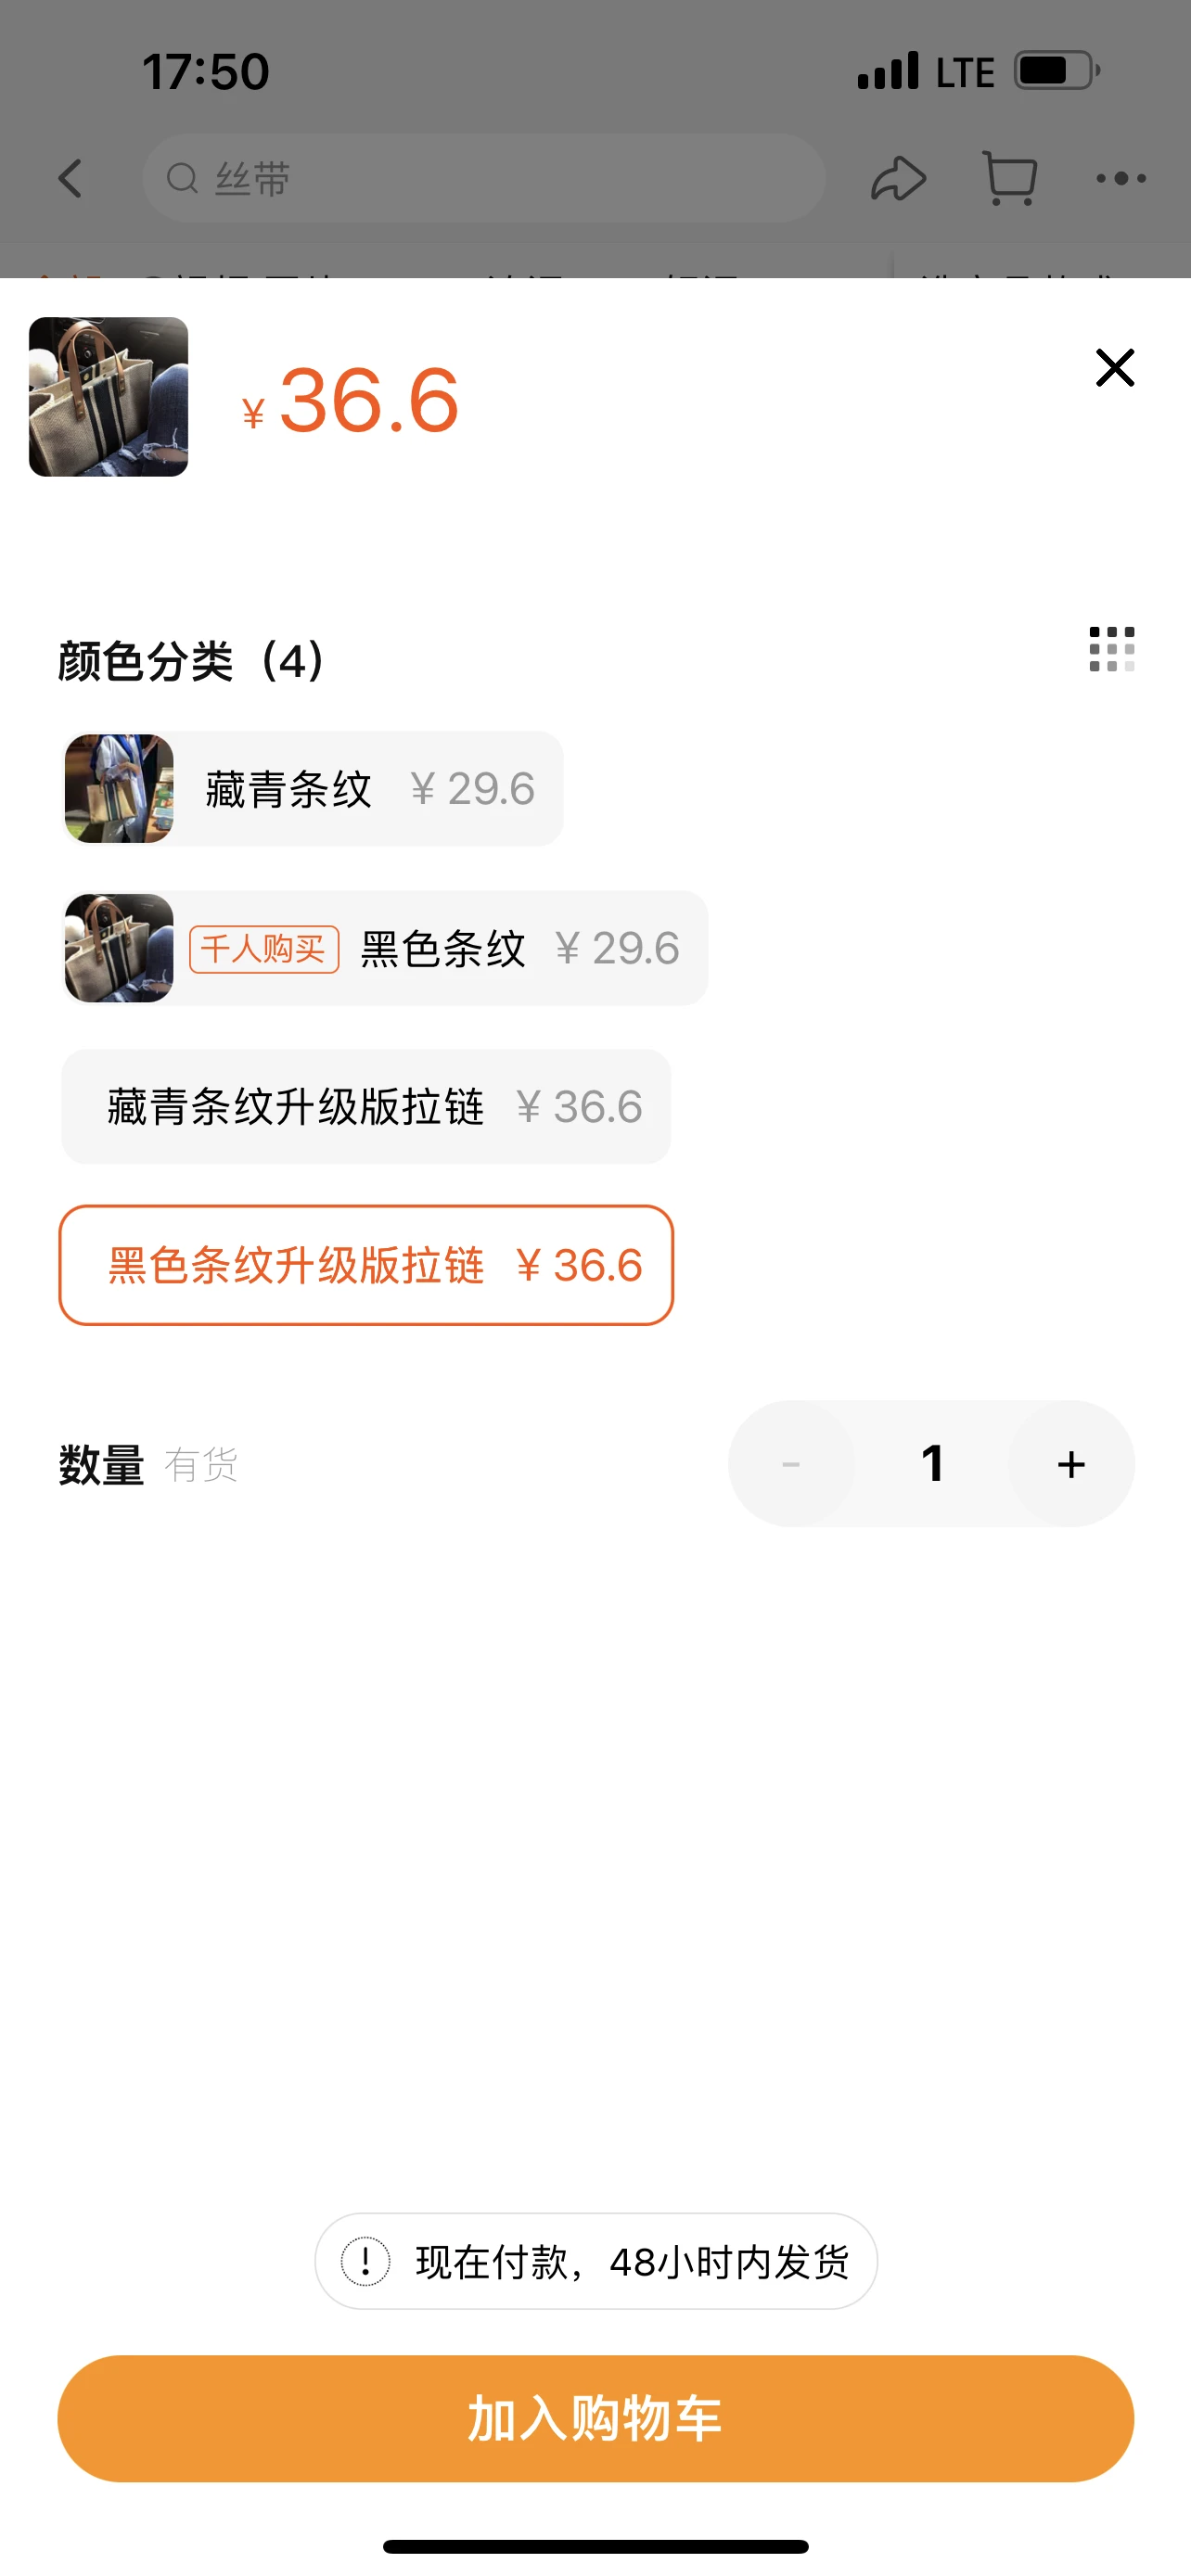 17:50 LTE
丝带
¥ 36.6
颜色分类（4）
藏青条纹 ¥ 29.6
千人购买 黑色条纹 ¥ 29.6
藏青条纹升级版拉链 ¥ 36.6
黑色条纹升级版拉链 ¥ 36.6
数量 有货 - 1 +
现在付款，48小时内发货
加入购物车